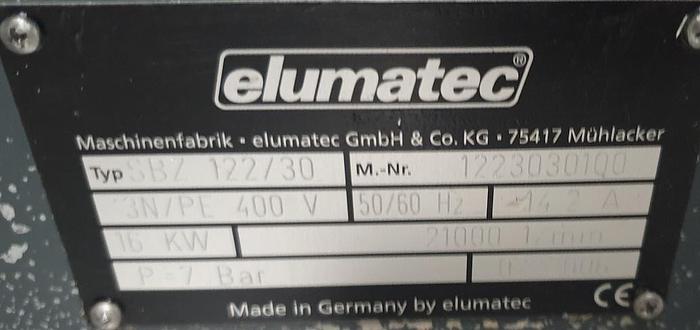 elumatec®
Maschinenfabrik • elumatec GmbH & Co. KG • 75417 Mühlacker
Typ SBZ 122/30 M.-Nr. 1223030100
3N/PE 400 V 50/60 Hz 14,2 A
16 KW 21000 1/min
P=7 Bar
Made in Germany by elumatec CE